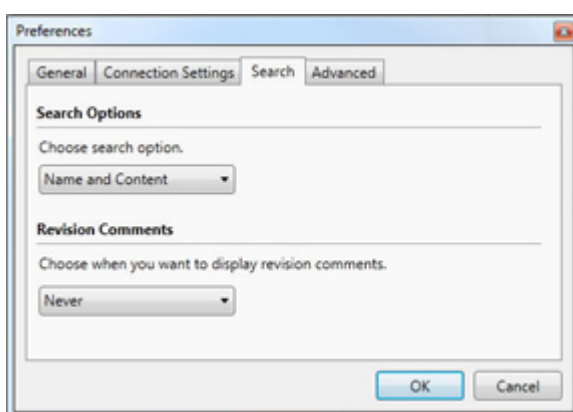 Preferences
General Connection Settings Search Advanced
Search Options
Choose search option.
Name and Content
Revision Comments
Choose when you want to display revision comments.
Never
OK Cancel